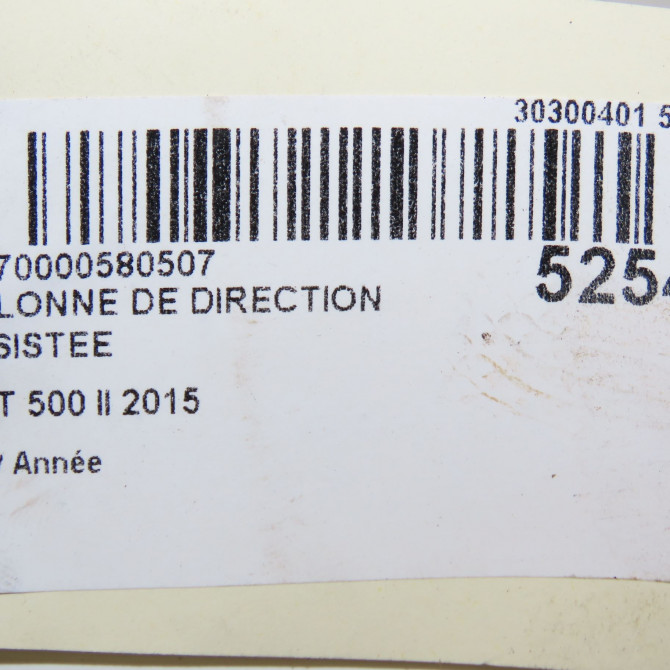 30300401 5
70000580507
5254
LONNE DE DIRECTION
SISTEE
T 500 II 2015
Année